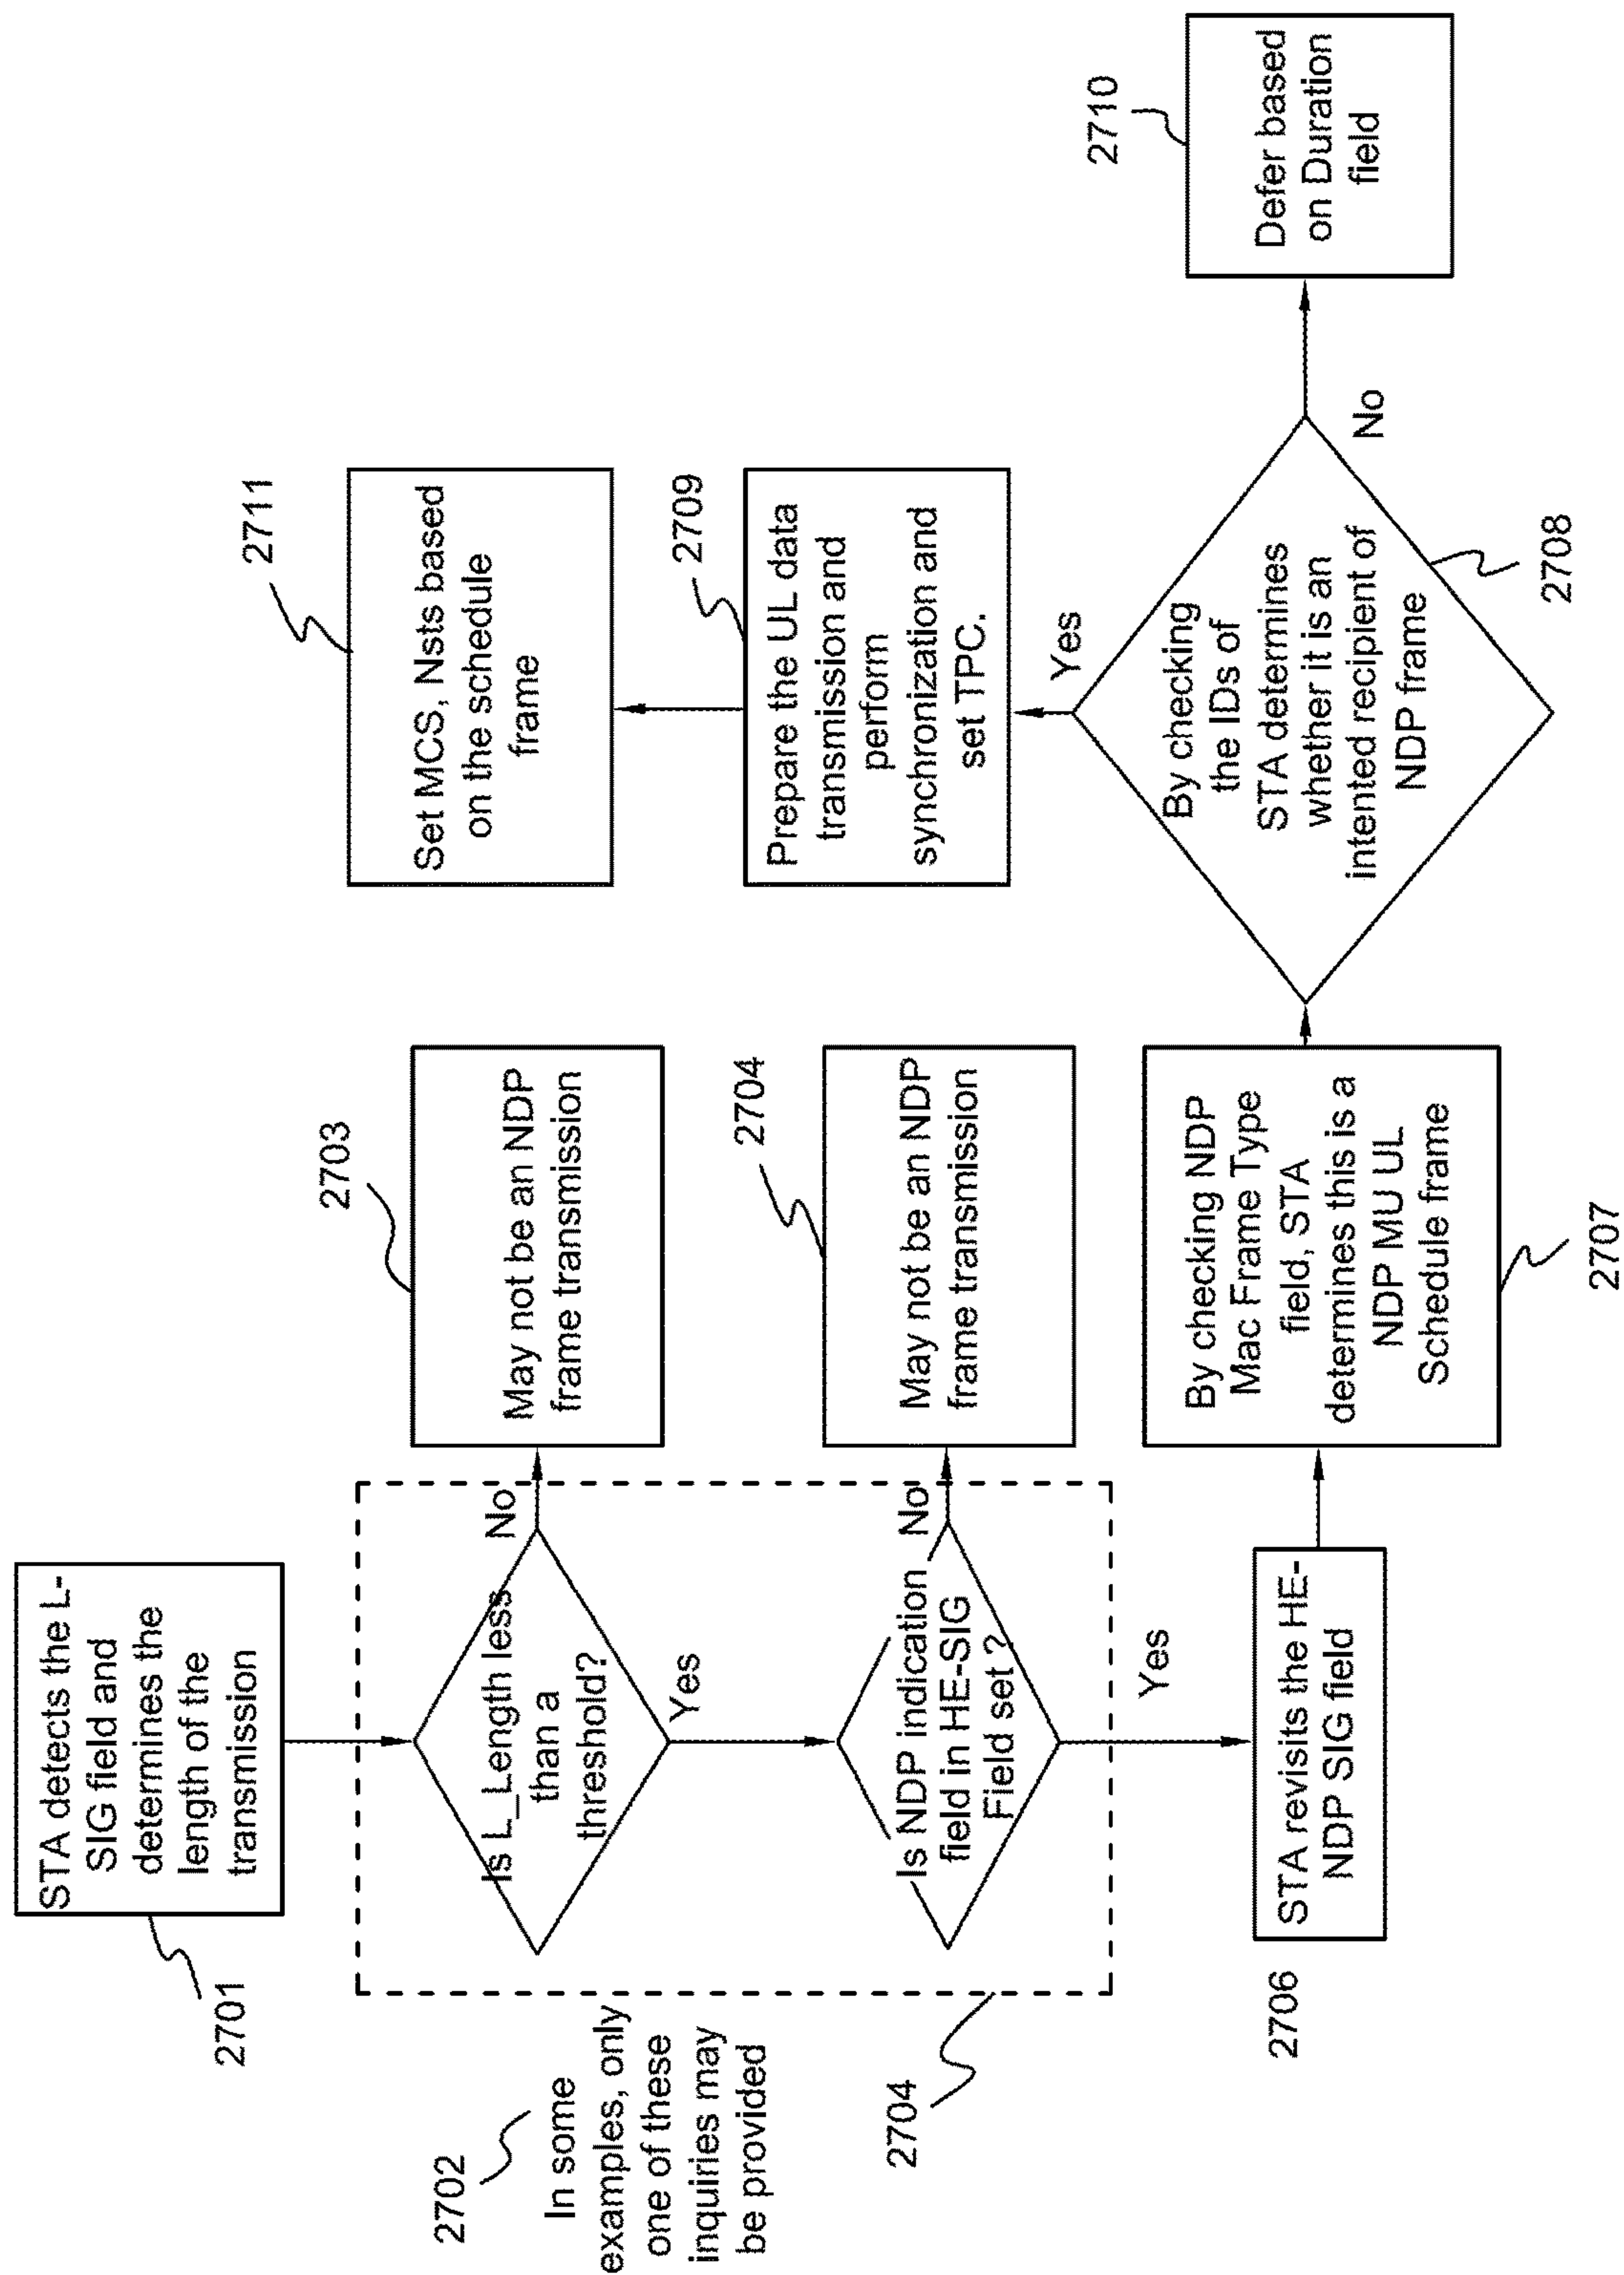 2701
STA detects the L-
SIG field and
determines the
length of the
transmission
2702
In some
examples, only
one of these
inquiries may
be provided
Is L_Length less
than a
threshold?
No
Yes
2703
May not be an NDP
frame transmission
2704
Is NDP indication
field in HE-SIG
Field set ?
No
Yes
2704
May not be an NDP
frame transmission
2706
STA revisits the HE-
NDP SIG field
By checking NDP
Mac Frame Type
field, STA
determines this is a
NDP MU UL
Schedule frame
2707
By checking
the IDs of
STA determines
whether it is an
intented recipient of
NDP frame
2708
Yes
No
2709
Prepare the UL data
transmission and
perform
synchronization and
set TPC.
2710
Defer based
on Duration
field
2711
Set MCS, Nsts based
on the schedule
frame